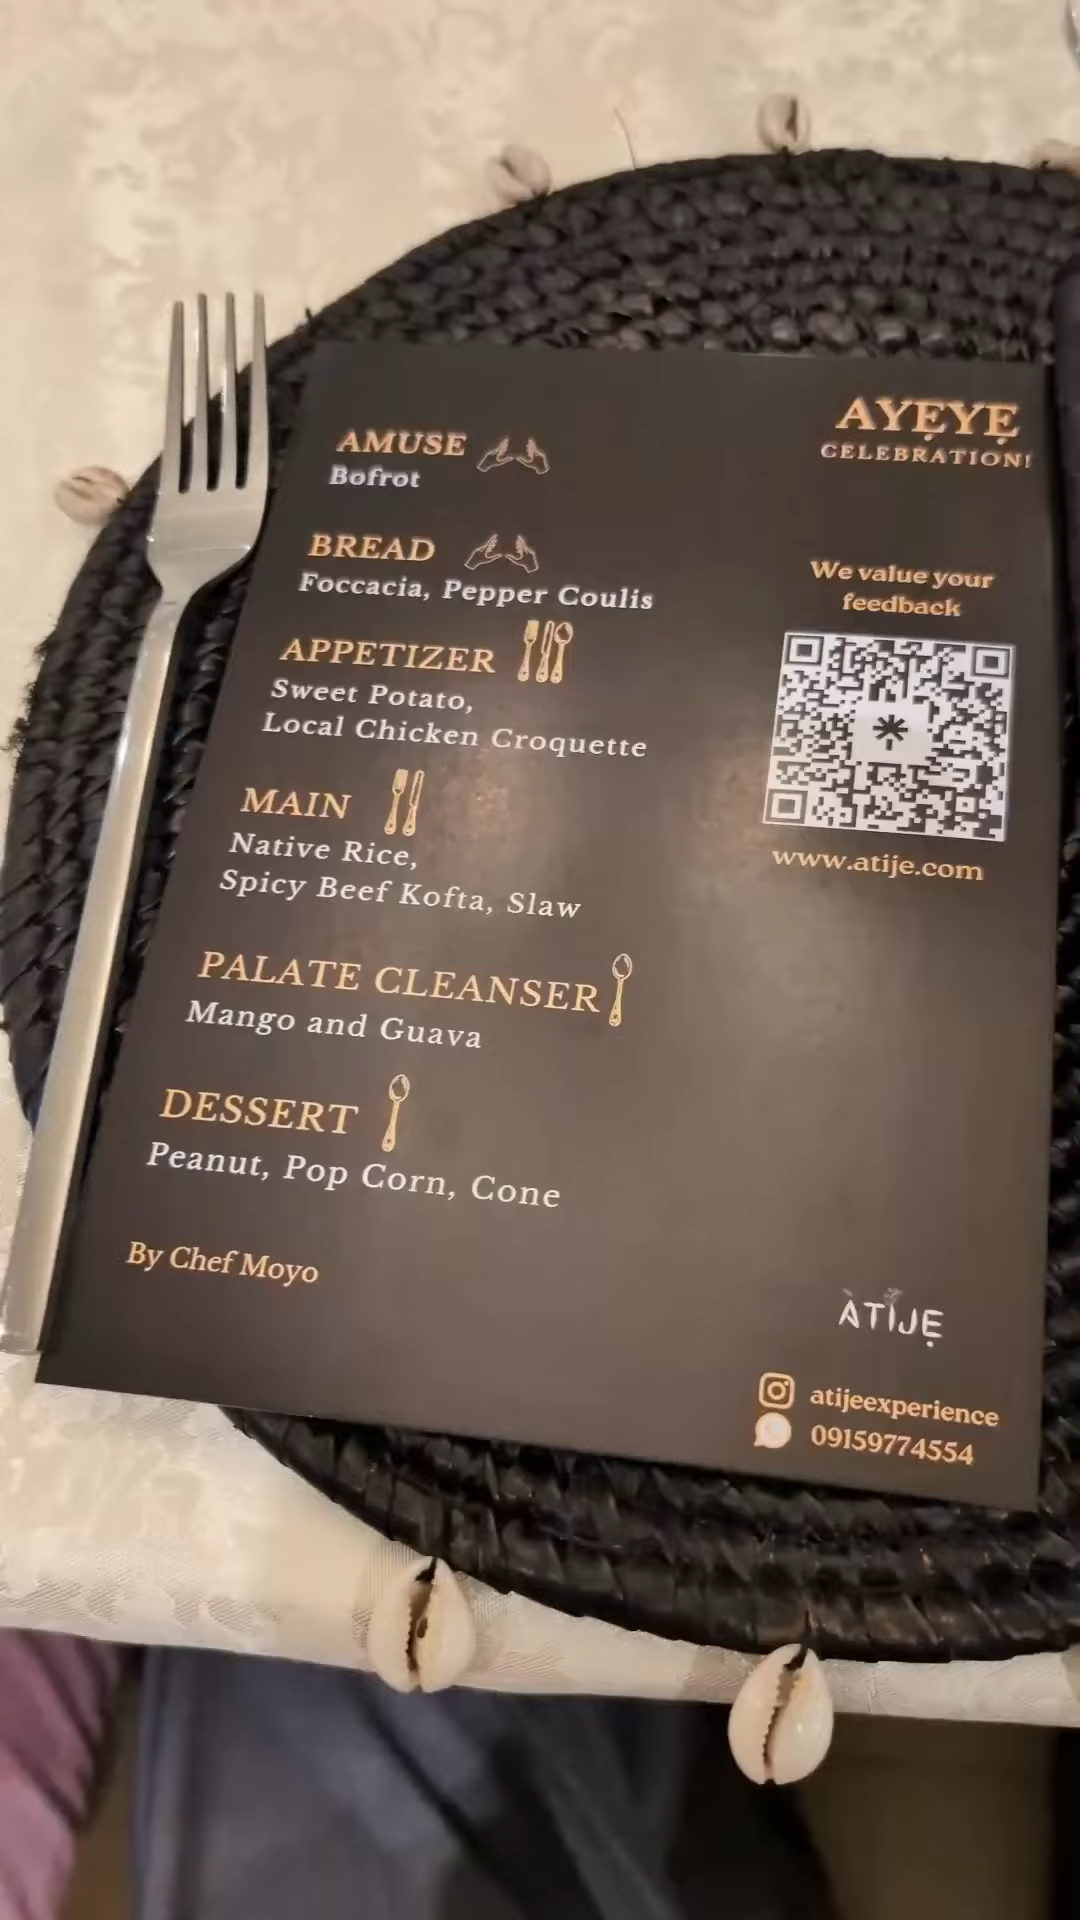 AYẸYẸ
CELEBRATION!
AMUSE
Bofrot
BREAD
Foccacia, Pepper Coulis
APPETIZER
Sweet Potato,
Local Chicken Croquette
MAIN
Native Rice,
Spicy Beef Kofta, Slaw
PALATE CLEANSER
Mango and Guava
DESSERT
Peanut, Pop Corn, Cone
By Chef Moyo
We value your
feedback
www.atije.com
ÀTÍJẸ
atijeexperience
09159774554